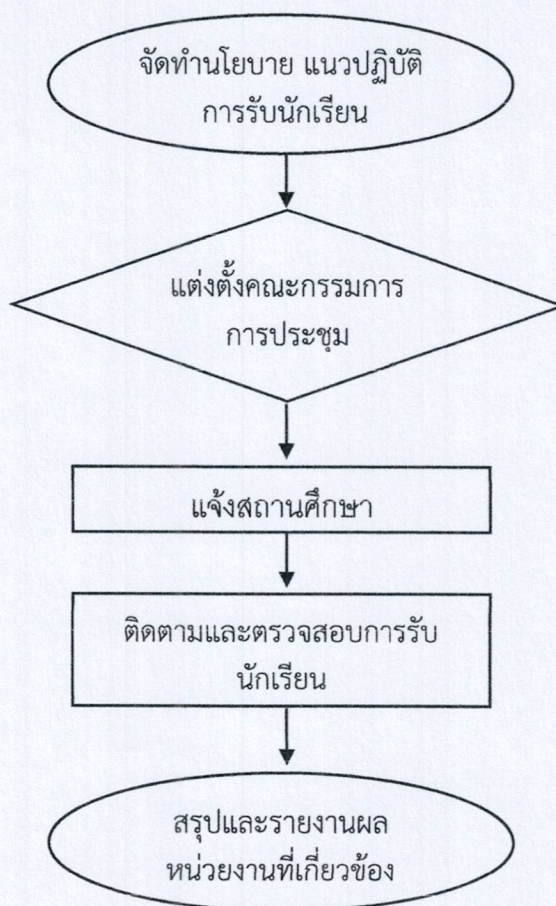 จัดทำนโยบาย แนวปฏิบัติ
การรับนักเรียน
แต่งตั้งคณะกรรมการ
การประชุม
แจ้งสถานศึกษา
ติดตามและตรวจสอบการรับ
นักเรียน
สรุปและรายงานผล
หน่วยงานที่เกี่ยวข้อง